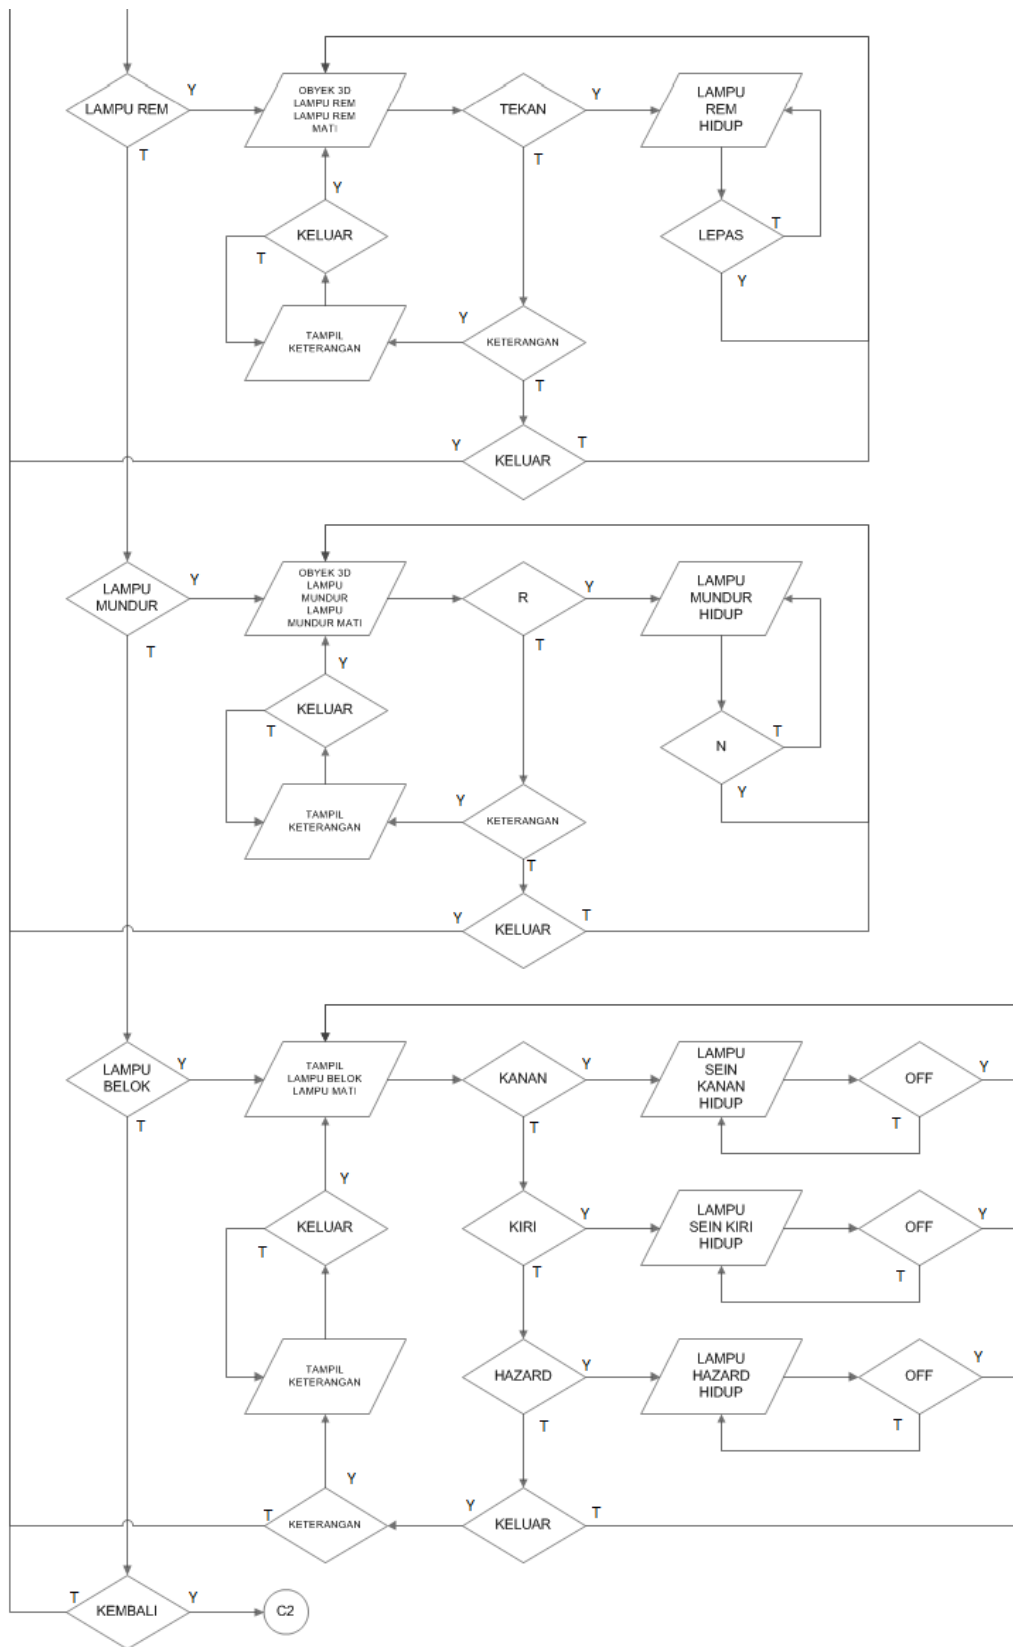 LAMPU REM
Y
T
OBYEK 3D
LAMPU REM
LAMPU REM
MATI
TEKAN
Y
T
LAMPU
REM
HIDUP
LEPAS
T
Y
Y
KELUAR
T
TAMPIL
KETERANGAN
Y
KETERANGAN
T
Y
KELUAR
T
LAMPU
MUNDUR
Y
T
OBYEK 3D
LAMPU
MUNDUR
LAMPU
MUNDUR MATI
R
Y
T
LAMPU
MUNDUR
HIDUP
N
T
Y
Y
KELUAR
T
TAMPIL
KETERANGAN
Y
KETERANGAN
T
Y
KELUAR
T
LAMPU
BELOK
Y
T
TAMPIL
LAMPU BELOK
LAMPU MATI
KANAN
Y
T
LAMPU
SEIN
KANAN
HIDUP
OFF
Y
T
Y
KELUAR
T
KIRI
Y
T
LAMPU
SEIN KIRI
HIDUP
OFF
Y
T
TAMPIL
KETERANGAN
HAZARD
Y
T
LAMPU
HAZARD
HIDUP
OFF
Y
T
Y
T
KETERANGAN
Y
KELUAR
T
T
KEMBALI
Y
C2